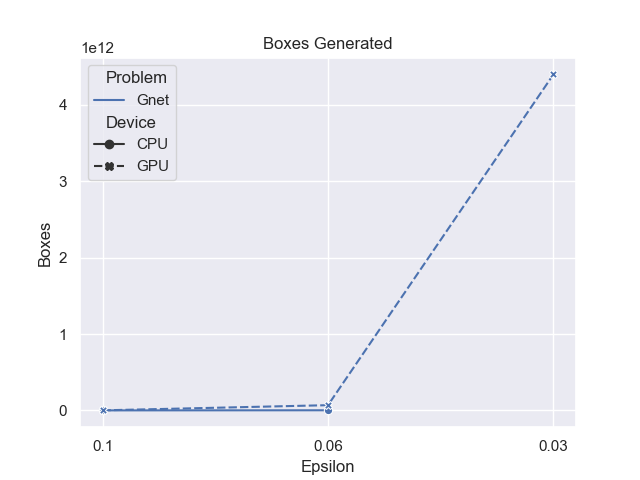 Boxes Generated
1e12
Problem
Gnet
Device
CPU
GPU
Boxes
4
3
2
1
0
0.1
0.06
0.03
Epsilon